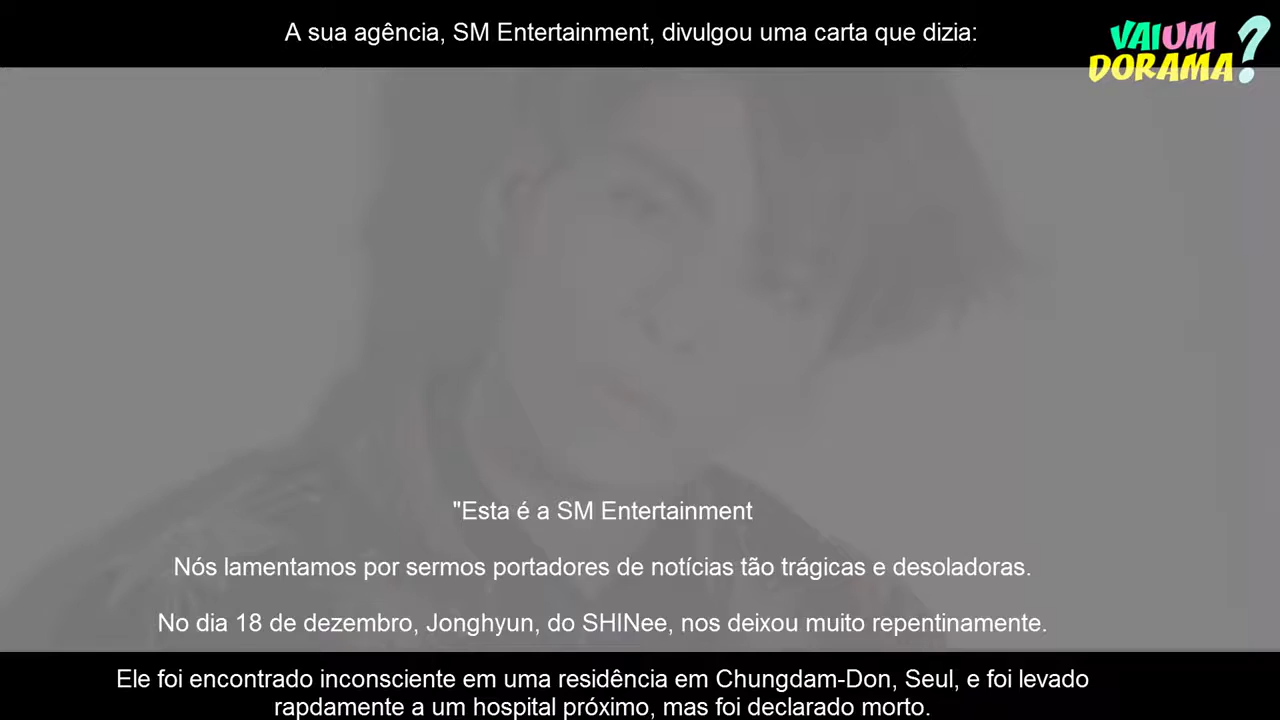 A sua agência, SM Entertainment, divulgou uma carta que dizia:
VAI UM
DORAMA?
"Esta é a SM Entertainment
Nós lamentamos por sermos portadores de notícias tão trágicas e desoladoras.
No dia 18 de dezembro, Jonghyun, do SHINee, nos deixou muito repentinamente.
Ele foi encontrado inconsciente em uma residência em Chungdam-Don, Seul, e foi levado
rapdamente a um hospital próximo, mas foi declarado morto.